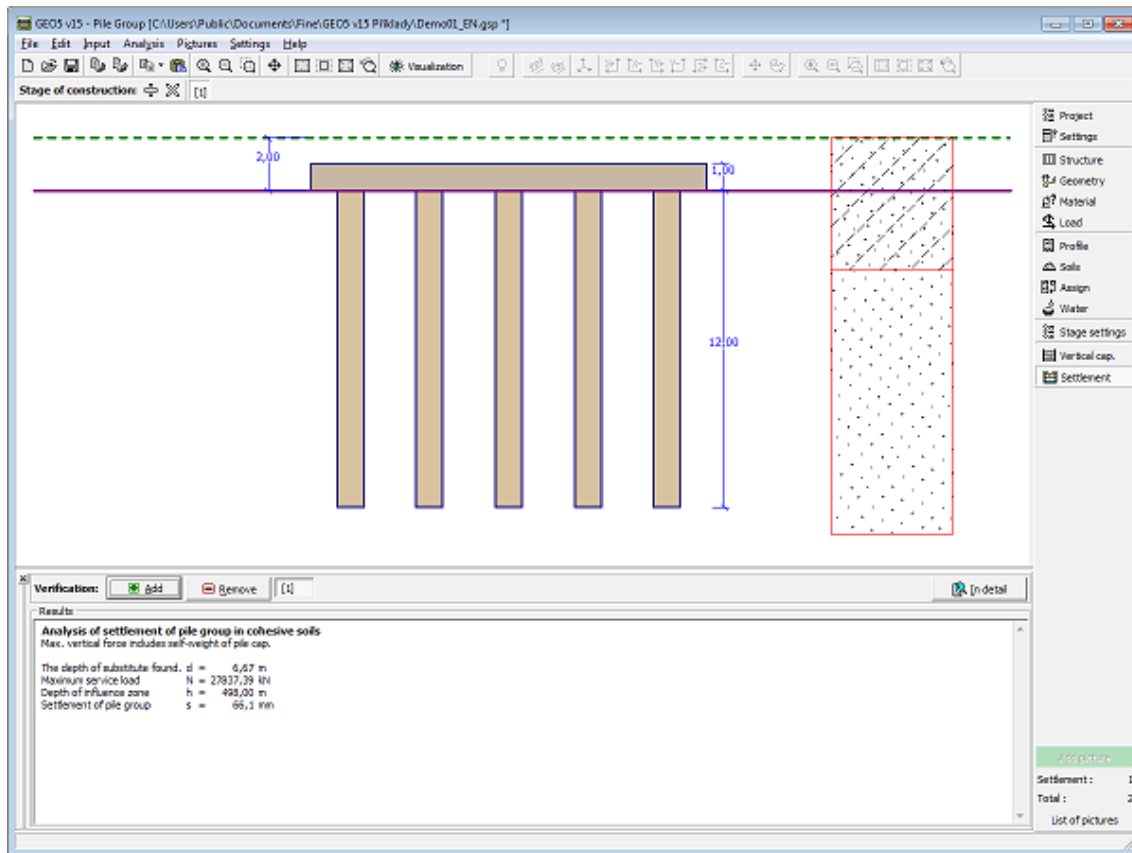 GEO5 v15 - Pile Group [C:\Users\Public\Documents\Fine\GEO5 v15 Příklady\Demo01_EN.gsp *]
File Edit Input Analysis Pictures Settings Help
Visualization
Stage of construction: [1]
2,00
1,00
12,00
Project
Settings
Structure
Geometry
Material
Load
Profile
Soils
Assign
Water
Stage settings
Vertical cap.
Settlement
Verification: Add Remove [1] In detail
Results
Analysis of settlement of pile group in cohesive soils
Max. vertical force includes self-weight of pile cap.
The depth of substitute found. d = 6,67 m
Maximum service load N = 27837,39 kN
Depth of influence zone h = 498,00 m
Settlement of pile group s = 66,1 mm
Add picture
Settlement : 1
Total : 2
List of pictures